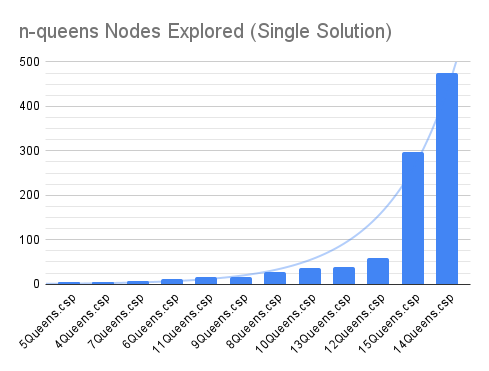 n-queens Nodes Explored (Single Solution)
500
400
300
200
100
0
5Queens.csp
4Queens.csp
7Queens.csp
6Queens.csp
11Queens.csp
9Queens.csp
8Queens.csp
10Queens.csp
13Queens.csp
12Queens.csp
15Queens.csp
14Queens.csp